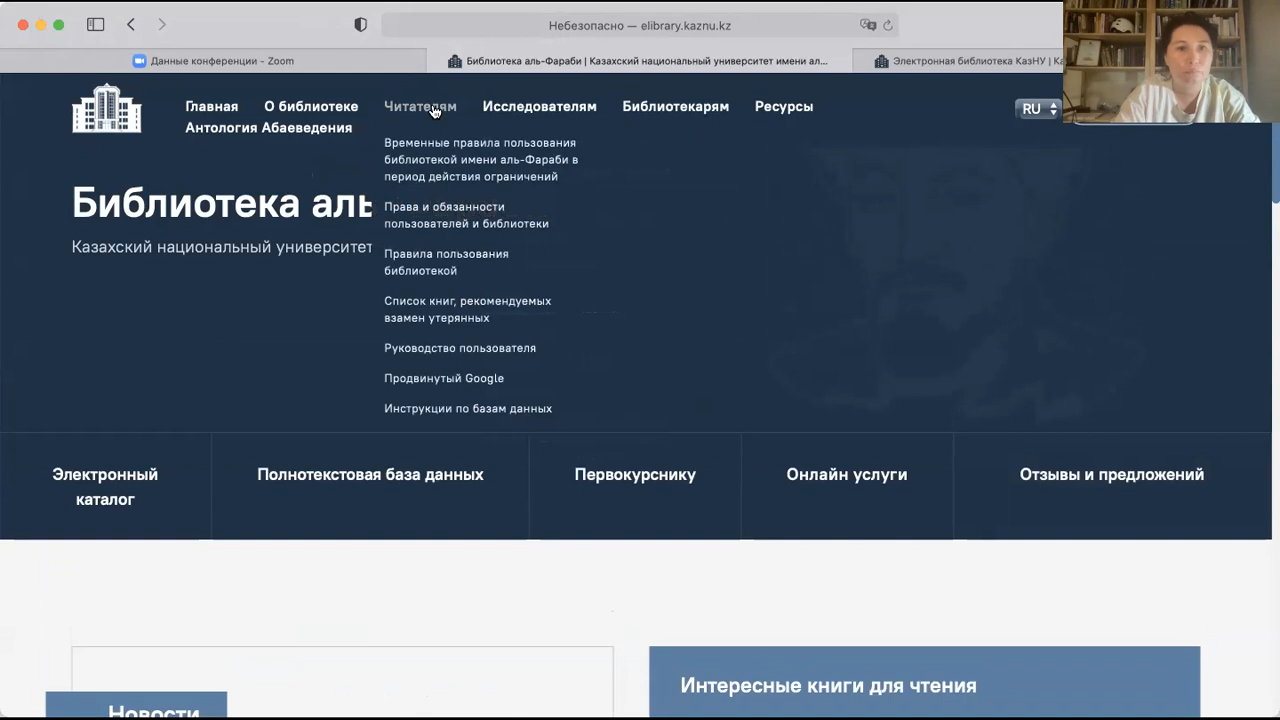 Небезопасно — elibrary.kaznu.kz
Данные конференции - Zoom
Библиотека аль-Фараби | Казахский национальный университет имени ал...
Электронная библиотека КазНУ | Ка
Главная О библиотеке Читателям Исследователям Библиотекарям Ресурсы
RU
Антология Абаеведения
Временные правила пользования
библиотекой имени аль-Фараби в
период действия ограничений
Права и обязанности
пользователей и библиотеки
Правила пользования
библиотекой
Список книг, рекомендуемых
взамен утерянных
Руководство пользователя
Продвинутый Google
Инструкции по базам данных
Библиотека аль
Казахский национальный университет
Электронный
каталог
Полнотекстовая база данных
Первокурснику
Онлайн услуги
Отзывы и предложений
Новости
Интересные книги для чтения